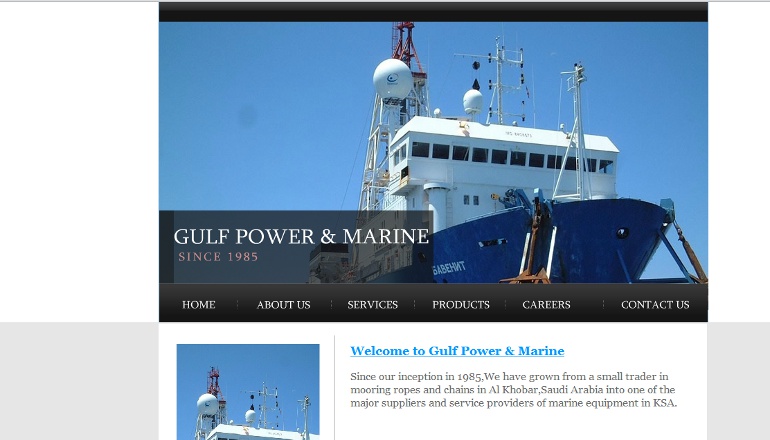 GULF POWER & MARINE
SINCE 1985
БАВЕНИТ
HOME ABOUT US SERVICES PRODUCTS CAREERS CONTACT US
Welcome to Gulf Power & Marine
Since our inception in 1985,We have grown from a small trader in
mooring ropes and chains in Al Khobar,Saudi Arabia into one of the
major suppliers and service providers of marine equipment in KSA.